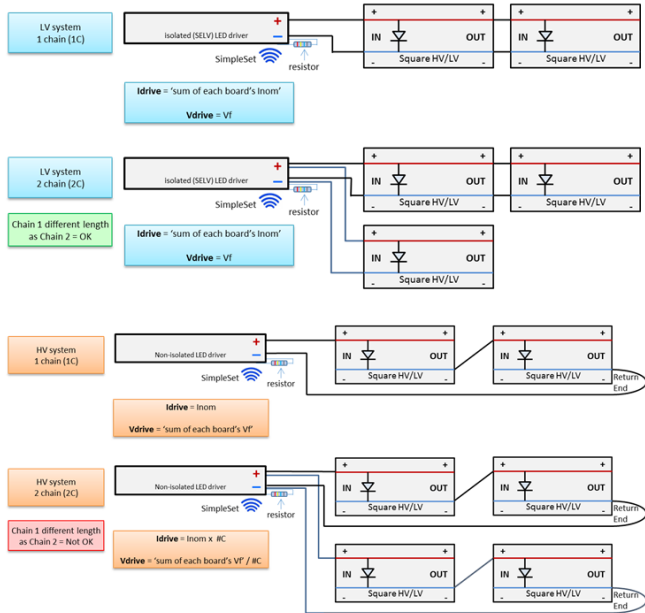 LV system
1 chain (1C)
+
−
isolated (SELV) LED driver
SimpleSet
resistor
+ +
IN OUT
- Square HV/LV -
+ +
IN OUT
- Square HV/LV -
Idrive = ‘sum of each board’s Inom’
Vdrive = Vf
LV system
2 chain (2C)
+
−
isolated (SELV) LED driver
SimpleSet
resistor
+ +
IN OUT
- Square HV/LV -
+ +
IN OUT
- Square HV/LV -
Chain 1 different length
as Chain 2 = OK
Idrive = ‘sum of each board’s Inom’
Vdrive = Vf
+ +
IN OUT
- Square HV/LV -
HV system
1 chain (1C)
+
−
Non-isolated LED driver
SimpleSet
resistor
+ +
IN OUT
- Square HV/LV -
+ +
IN OUT
- Square HV/LV -
Return
End
Idrive = Inom
Vdrive = ‘sum of each board’s Vf’
HV system
2 chain (2C)
+
−
Non-isolated LED driver
SimpleSet
resistor
+ +
IN OUT
- Square HV/LV -
+ +
IN OUT
- Square HV/LV -
Return
End
Chain 1 different length
as Chain 2 = Not OK
Idrive = Inom x #C
Vdrive = ‘sum of each board’s Vf’ / #C
+ +
IN OUT
- Square HV/LV -
+ +
IN OUT
- Square HV/LV -
Return
End